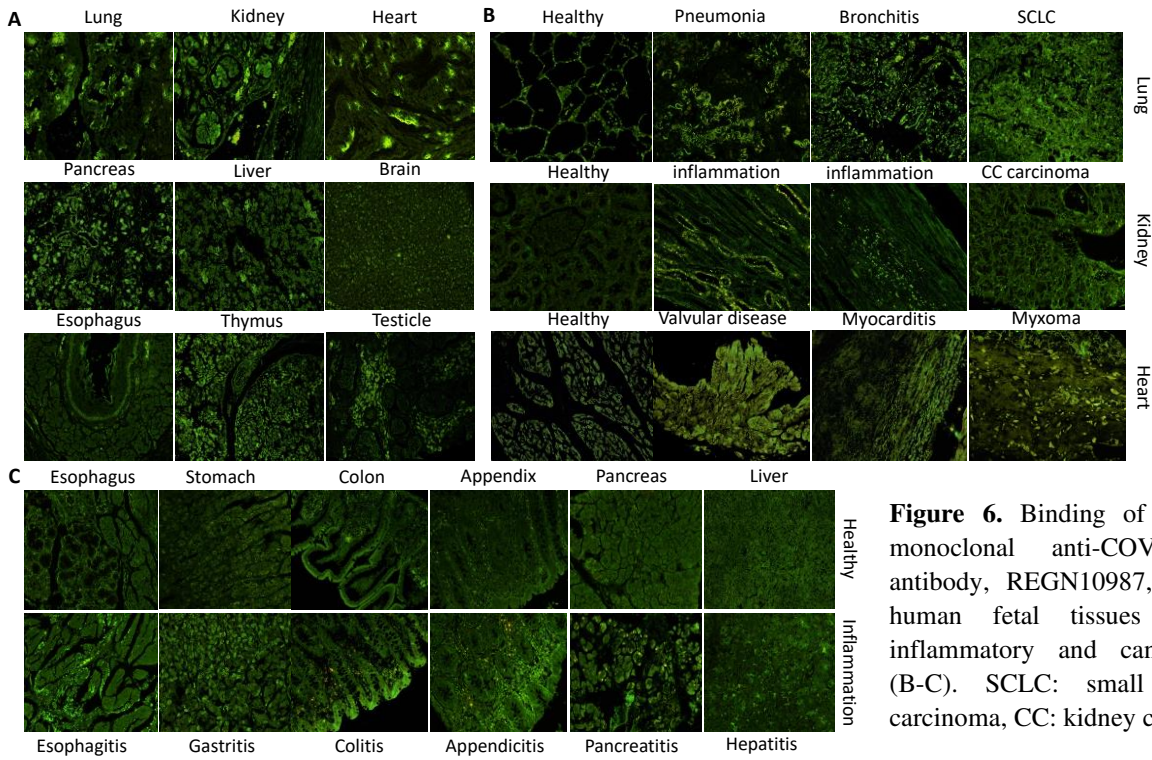 A
Lung Kidney Heart
Pancreas Liver Brain
Esophagus Thymus Testicle
B
Healthy Pneumonia Bronchitis SCLC
Lung
Healthy inflammation inflammation CC carcinoma
Kidney
Healthy Valvular disease Myocarditis Myxoma
Heart
C
Esophagus Stomach Colon Appendix Pancreas Liver
Healthy
Inflammation
Esophagitis Gastritis Colitis Appendicitis Pancreatitis Hepatitis
Figure 6. Binding of
monoclonal anti-COV
antibody, REGN10987,
human fetal tissues
inflammatory and can
(B-C). SCLC: small
carcinoma, CC: kidney c